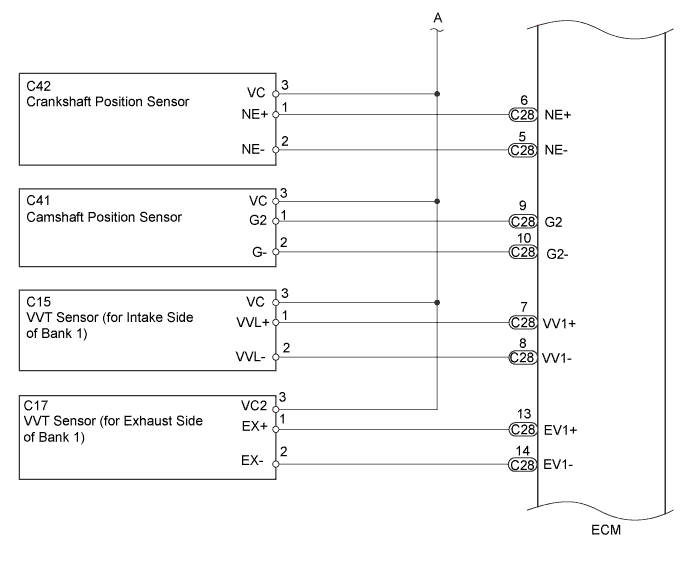 A
C42
Crankshaft Position Sensor
VC 3
NE+ 1
NE- 2
6
C28 NE+
5
C28 NE-
C41
Camshaft Position Sensor
VC 3
G2 1
G- 2
9
C28 G2
10
C28 G2-
C15
VVT Sensor (for Intake Side
of Bank 1)
VC 3
VVL+ 1
VVL- 2
7
C28 VV1+
8
C28 VV1-
C17
VVT Sensor (for Exhaust Side
of Bank 1)
VC2 3
EX+ 1
EX- 2
13
C28 EV1+
14
C28 EV1-
ECM